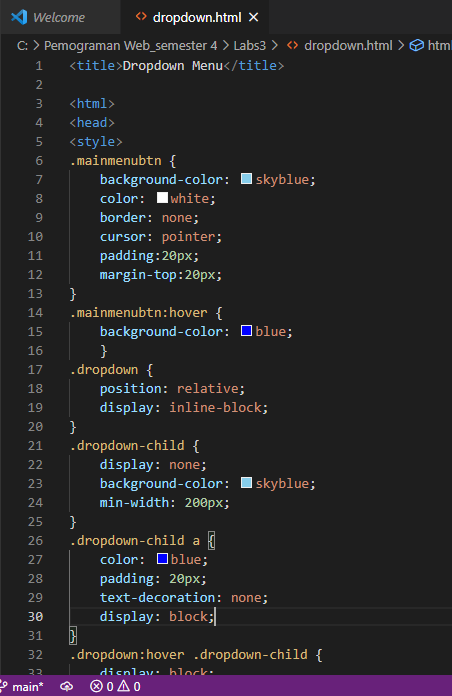 Welcome
<> dropdown.html ×
C: > Pemograman Web_semester 4 > Labs3 > <> dropdown.html > html
1 <title>Dropdown Menu</title>
2
3 <html>
4 <head>
5 <style>
6 .mainmenubtn {
7 background-color: skyblue;
8 color: white;
9 border: none;
10 cursor: pointer;
11 padding:20px;
12 margin-top:20px;
13 }
14 .mainmenubtn:hover {
15 background-color: blue;
16 }
17 .dropdown {
18 position: relative;
19 display: inline-block;
20 }
21 .dropdown-child {
22 display: none;
23 background-color: skyblue;
24 min-width: 200px;
25 }
26 .dropdown-child a {
27 color: blue;
28 padding: 20px;
29 text-decoration: none;
30 display: block;
31 }
32 .dropdown:hover .dropdown-child {
33 display: block;
main* 0 0